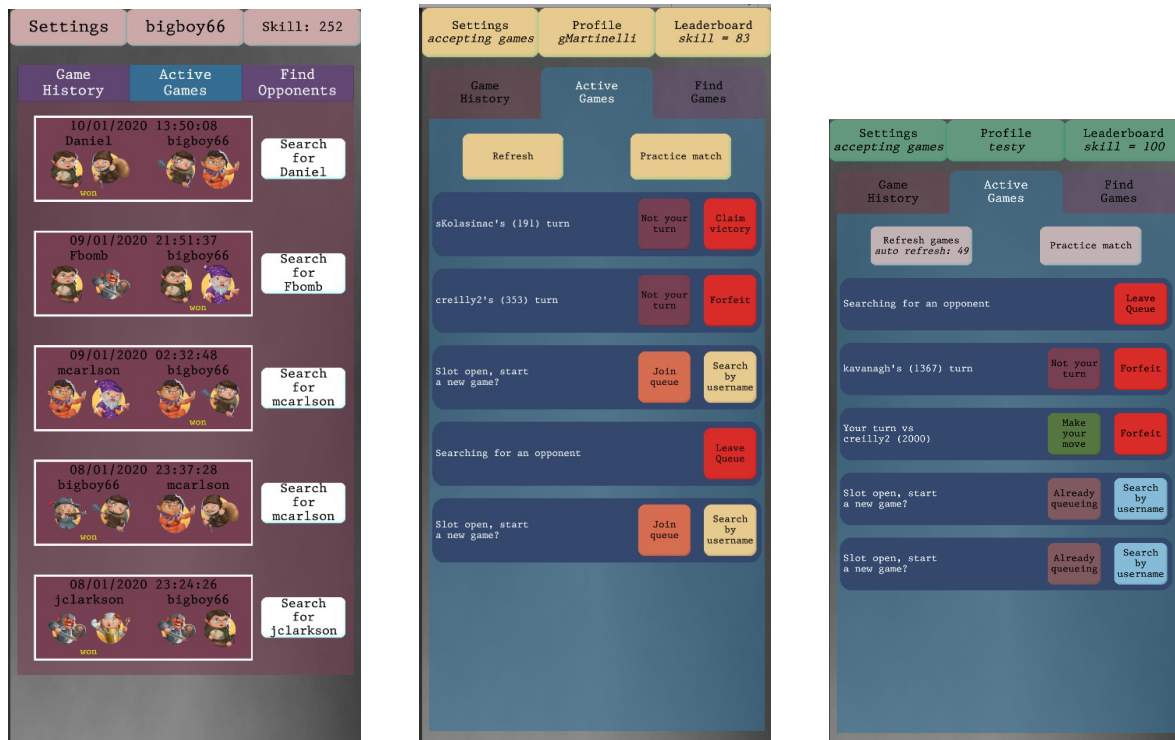 Settings
bigboy66
Skill: 252
Game
History
Active
Games
Find
Opponents
10/01/2020 13:50:08
Daniel
bigboy66
won
Search
for
Daniel
09/01/2020 21:51:37
Fbomb
bigboy66
won
Search
for
Fbomb
09/01/2020 02:32:48
mcarlson
bigboy66
won
Search
for
mcarlson
08/01/2020 23:37:28
bigboy66
mcarlson
won
Search
for
mcarlson
08/01/2020 23:24:26
jclarkson
bigboy66
won
Search
for
jclarkson
Settings
accepting games
Profile
gMartinelli
Leaderboard
skill = 83
Game
History
Active
Games
Find
Games
Refresh
Practice match
sKolasinac's (191) turn
Not your
turn
Claim
victory
creilly2's (353) turn
Not your
turn
Forfeit
Slot open, start
a new game?
Join
queue
Search
by
username
Searching for an opponent
Leave
Queue
Slot open, start
a new game?
Join
queue
Search
by
username
Settings
accepting games
Profile
testy
Leaderboard
skill = 100
Game
History
Active
Games
Find
Games
Refresh games
auto refresh: 49
Practice match
Searching for an opponent
Leave
Queue
kavanagh's (1367) turn
Not your
turn
Forfeit
Your turn vs
creilly2 (2000)
Make
your
move
Forfeit
Slot open, start
a new game?
Already
queueing
Search
by
username
Slot open, start
a new game?
Already
queueing
Search
by
username